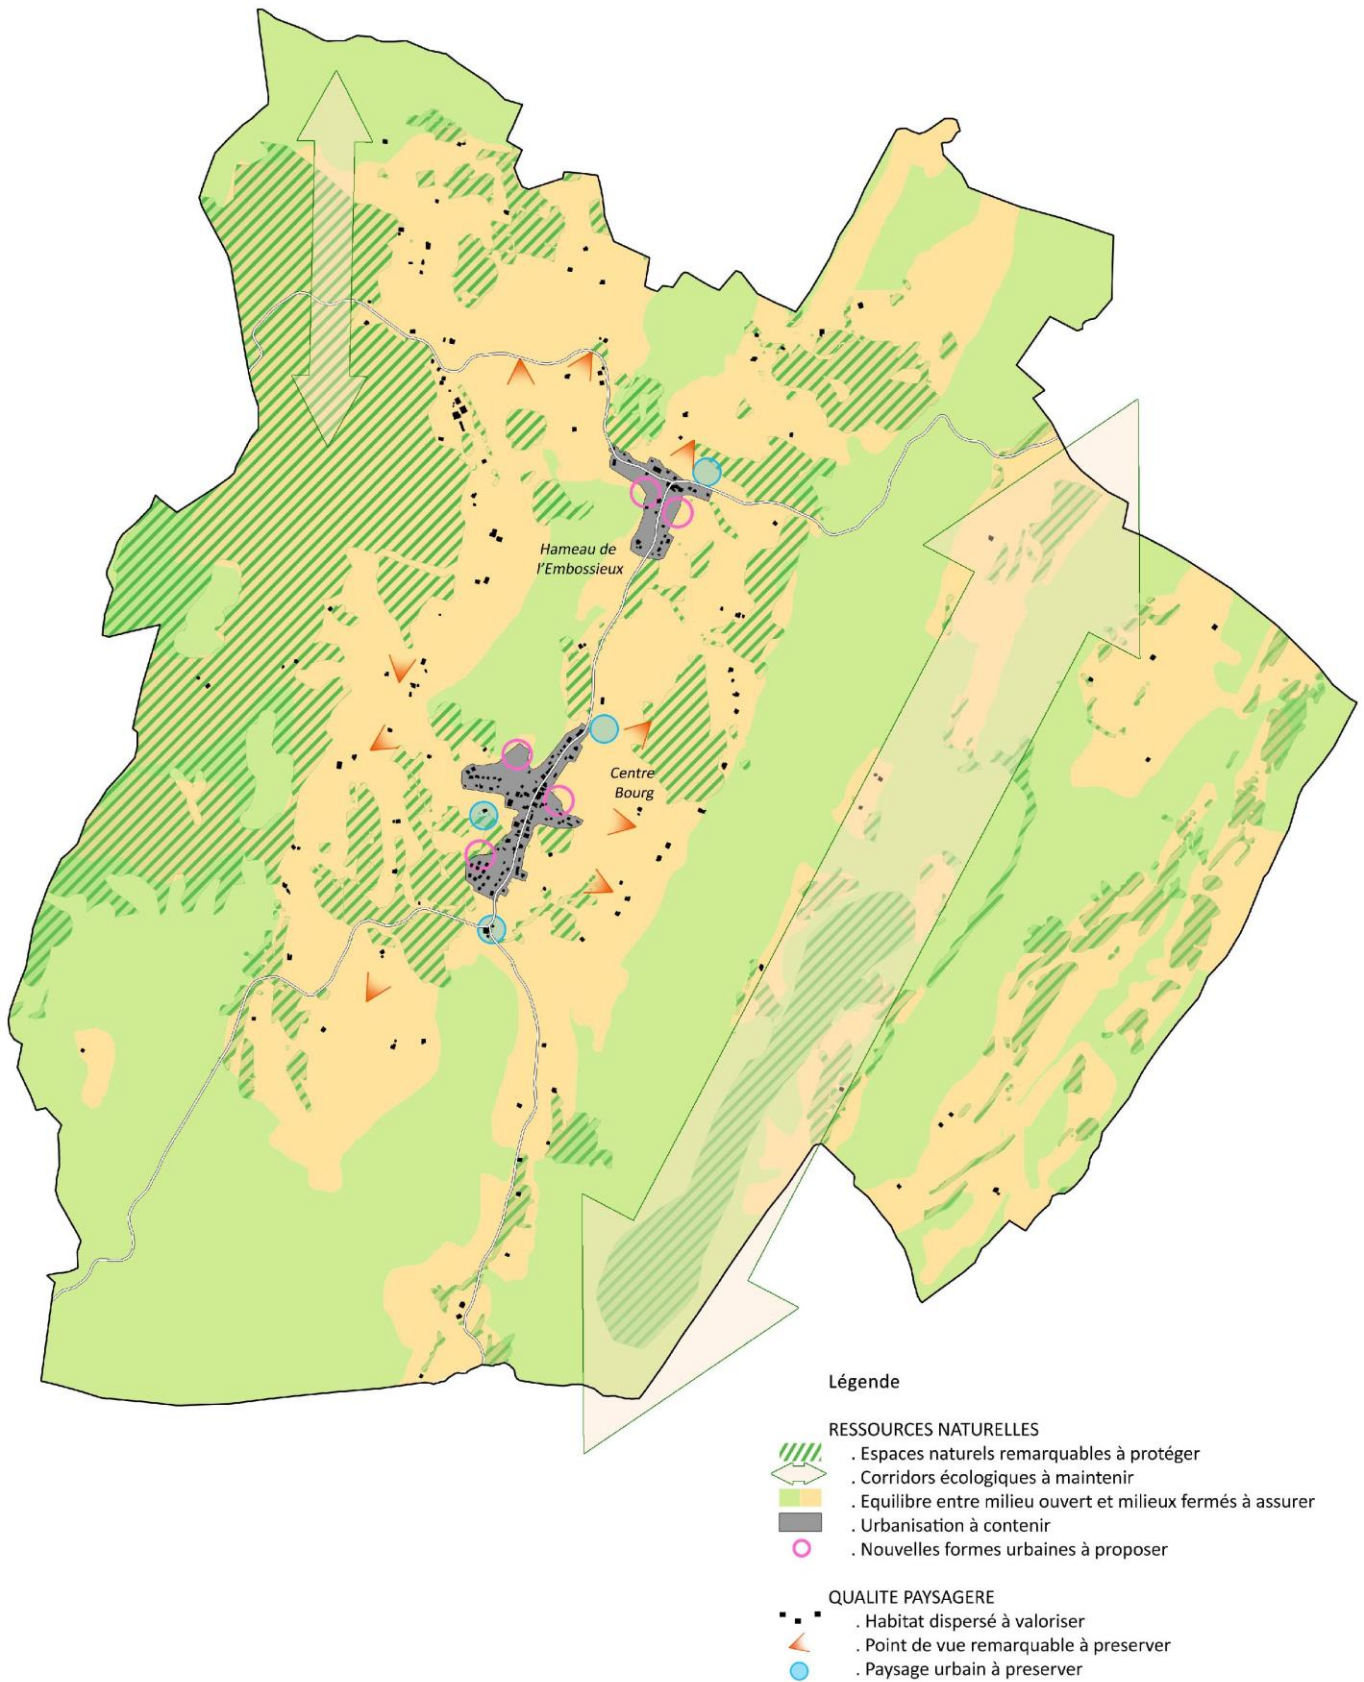 Hameau de
l'Embossieux
Centre
Bourg
Légende
RESSOURCES NATURELLES
. Espaces naturels remarquables à protéger
. Corridors écologiques à maintenir
. Equilibre entre milieu ouvert et milieux fermés à assurer
. Urbanisation à contenir
. Nouvelles formes urbaines à proposer
QUALITE PAYSAGERE
. Habitat dispersé à valoriser
. Point de vue remarquable à preserver
. Paysage urbain à preserver